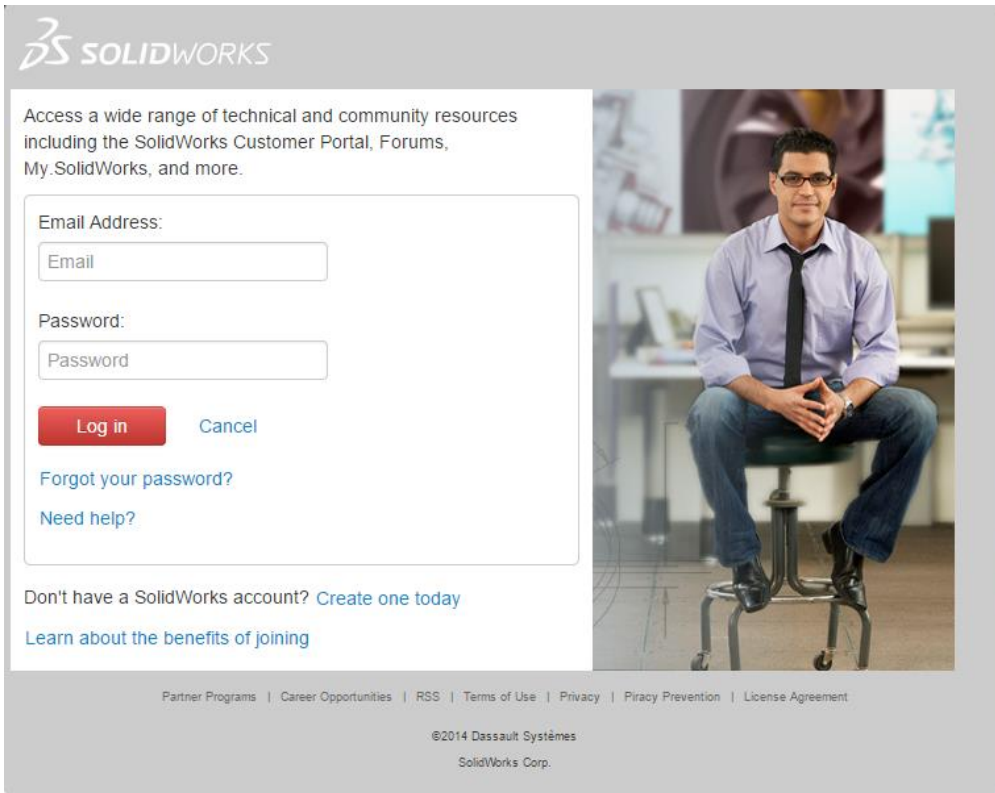 3DS SOLIDWORKS
Access a wide range of technical and community resources
including the SolidWorks Customer Portal, Forums,
My.SolidWorks, and more.
Email Address:
Email
Password:
Password
Log in Cancel
Forgot your password?
Need help?
Don't have a SolidWorks account? Create one today
Learn about the benefits of joining
Partner Programs | Career Opportunities | RSS | Terms of Use | Privacy | Piracy Prevention | License Agreement
©2014 Dassault Systèmes
SolidWorks Corp.